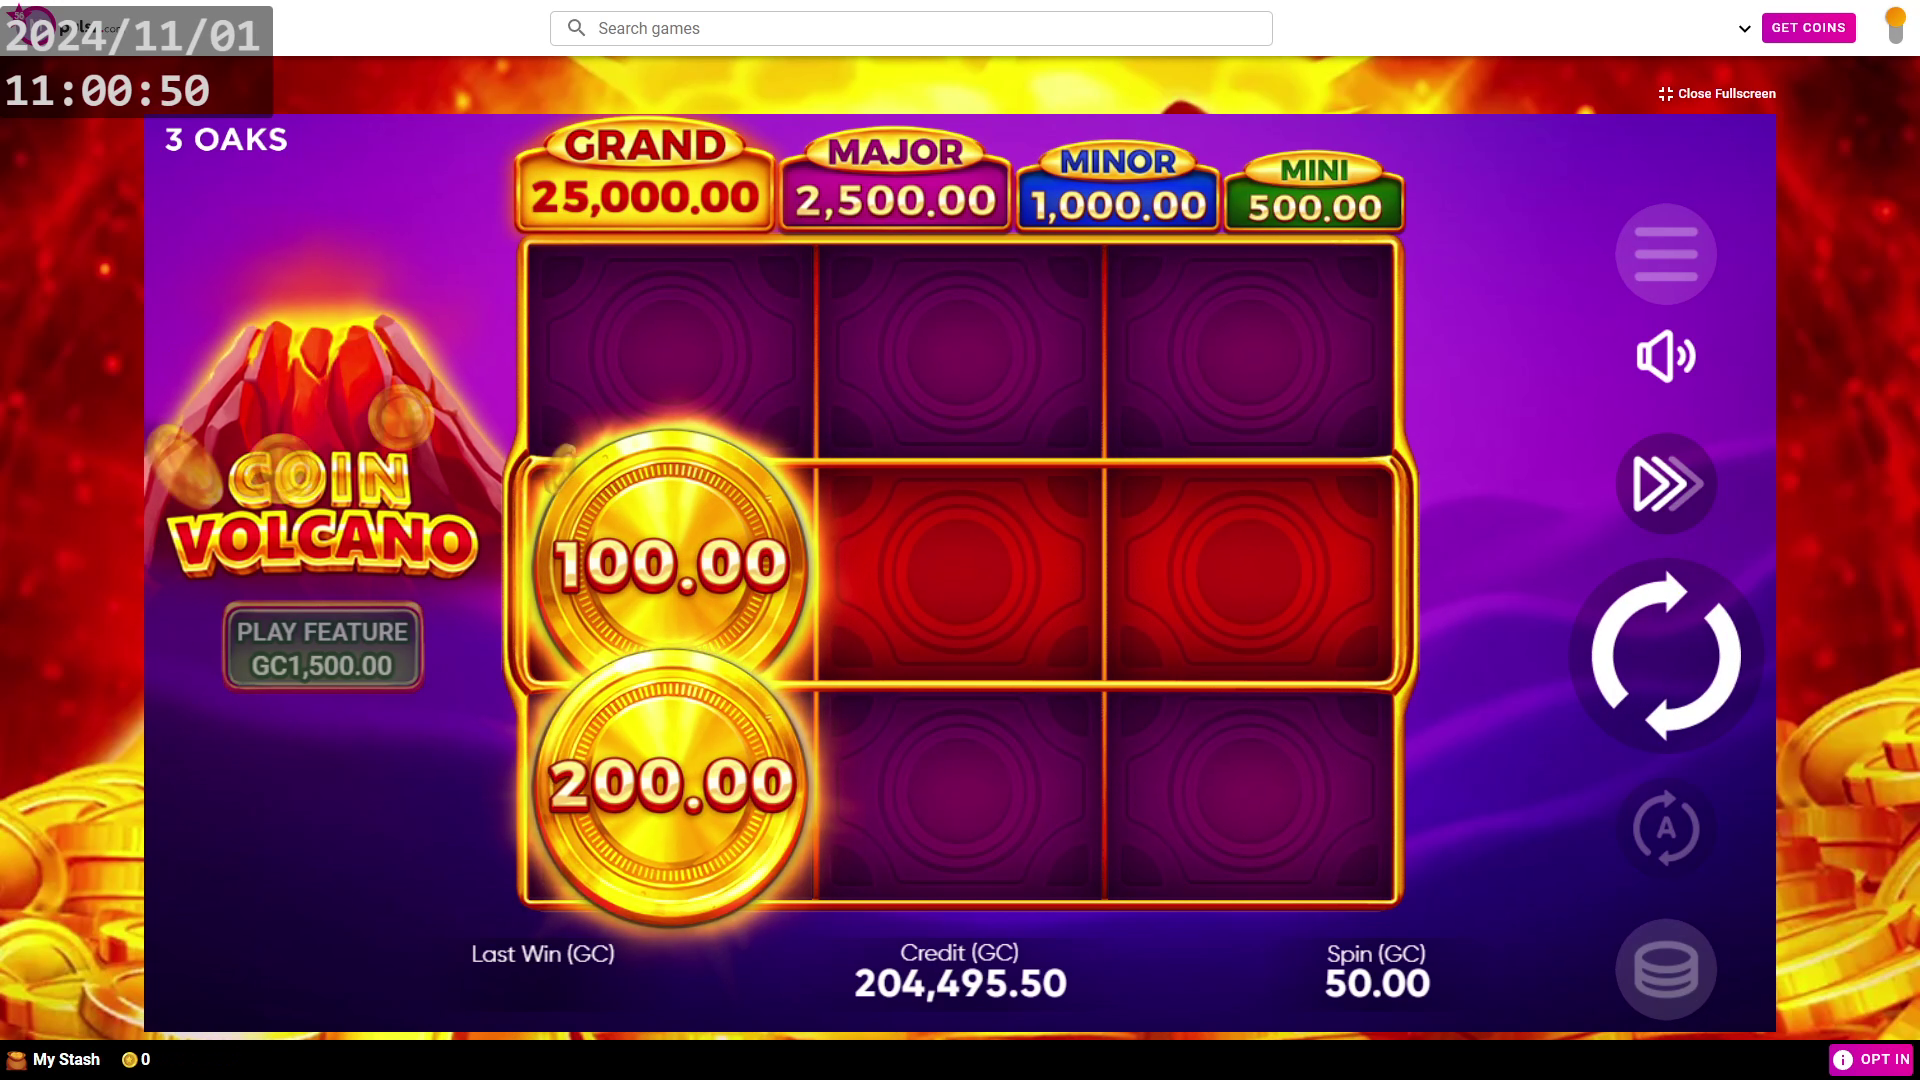 2024/11/01
11:00:50
Search games
GET COINS
Close Fullscreen
3 OAKS
GRAND
25,000.00
MAJOR
2,500.00
MINOR
1,000.00
MINI
500.00
COIN
VOLCANO
PLAY FEATURE
GC1,500.00
100.00
200.00
A
Last Win (GC)
Credit (GC)
204,495.50
Spin (GC)
50.00
My Stash
0
OPT IN